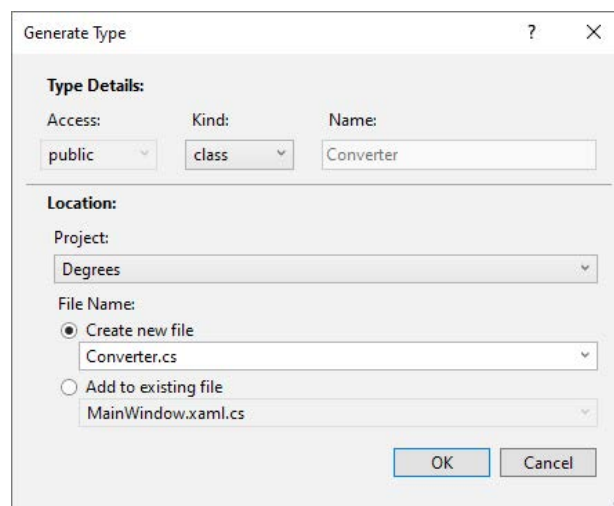 Generate Type
?
Type Details:
Access: Kind: Name:
public class Converter
Location:
Project:
Degrees
File Name:
Create new file
Converter.cs
Add to existing file
MainWindow.xaml.cs
OK Cancel